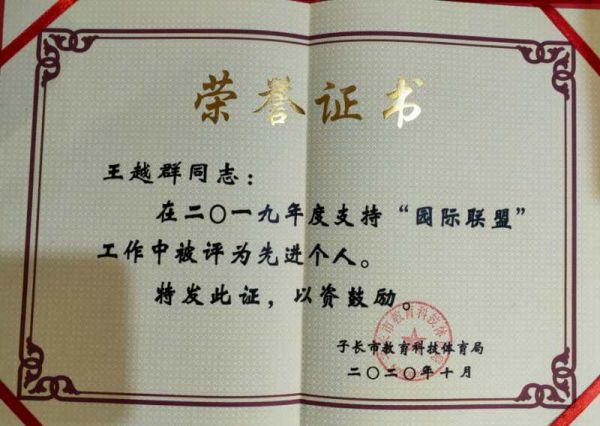 荣誉证书
王越群同志：
在二〇一九年度支持“园际联盟”
工作中被评为先进个人。
特发此证，以资鼓励。
子长市教育科技体育局
二〇二〇年十月